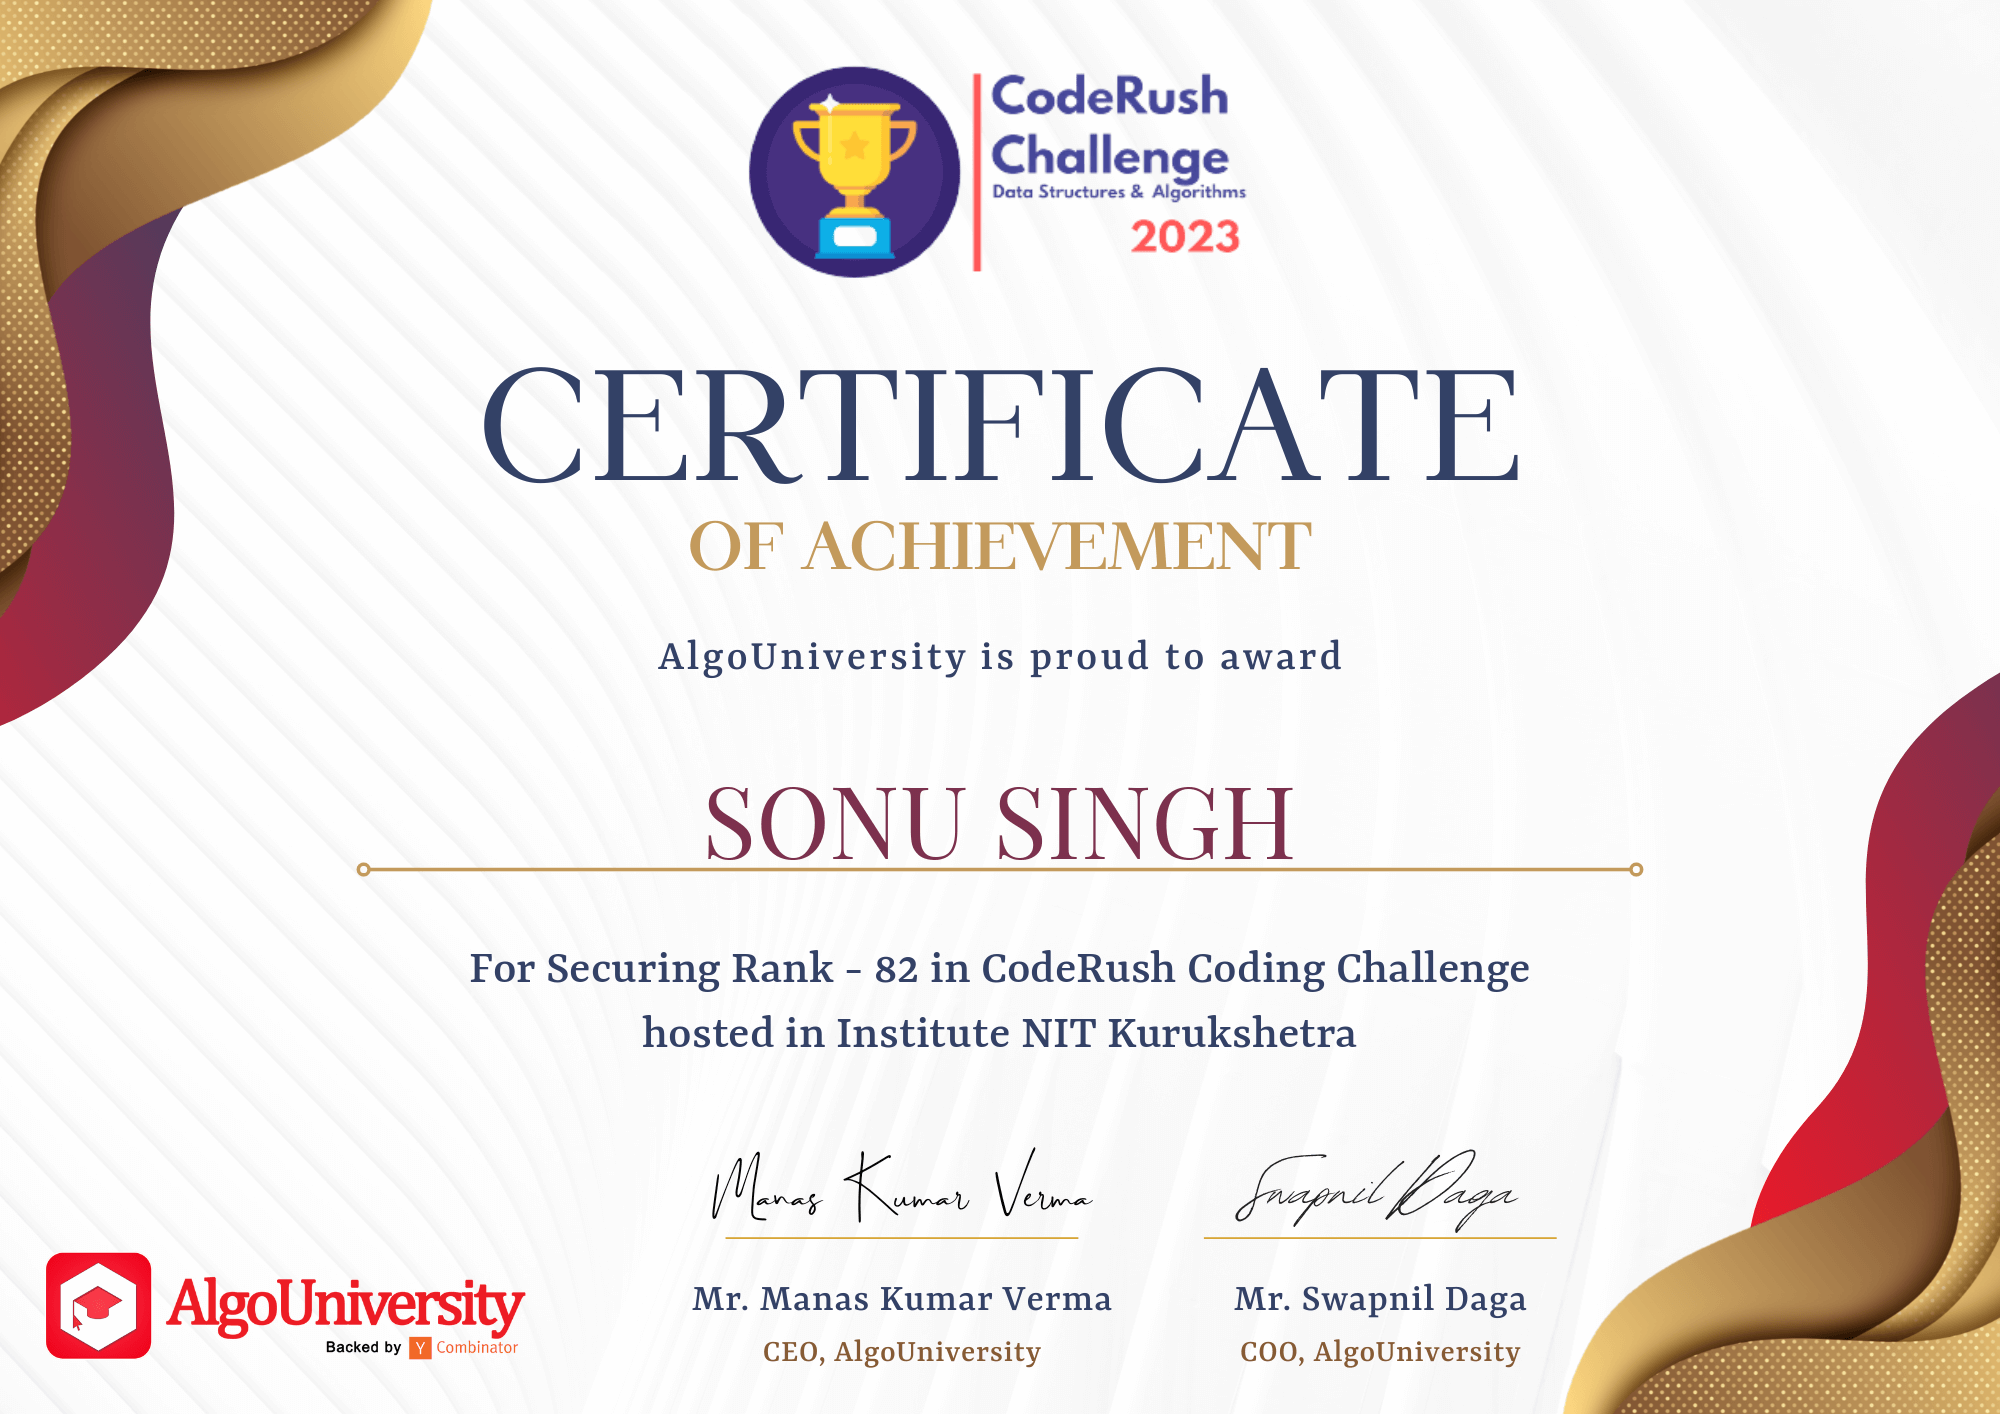 CodeRush
Challenge
Data Structures & Algorithms
2023
CERTIFICATE
OF ACHIEVEMENT
AlgoUniversity is proud to award
SONU SINGH
For Securing Rank - 82 in CodeRush Coding Challenge
hosted in Institute NIT Kurukshetra
Manas Kumar Verma
Swapnil Daga
Mr. Manas Kumar Verma
Mr. Swapnil Daga
CEO, AlgoUniversity
COO, AlgoUniversity
AlgoUniversity
Backed by Y Combinator